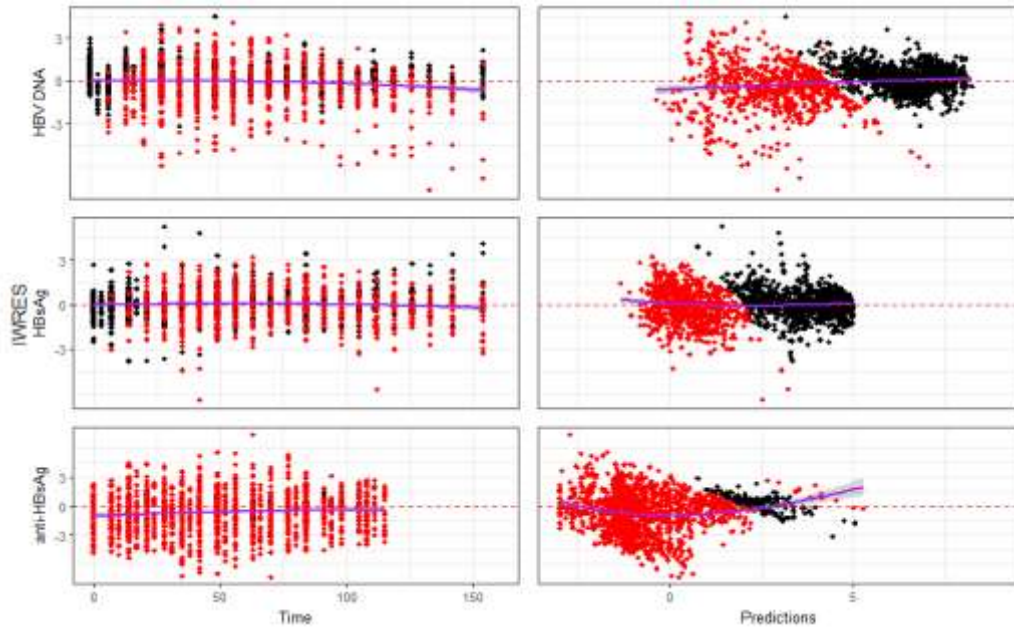 HBV DNA
3
0
-3
IWRES
HBsAg
3
0
-3
anti-HBsAg
3
0
-3
0
50
100
150
Time
0
5
Predictions